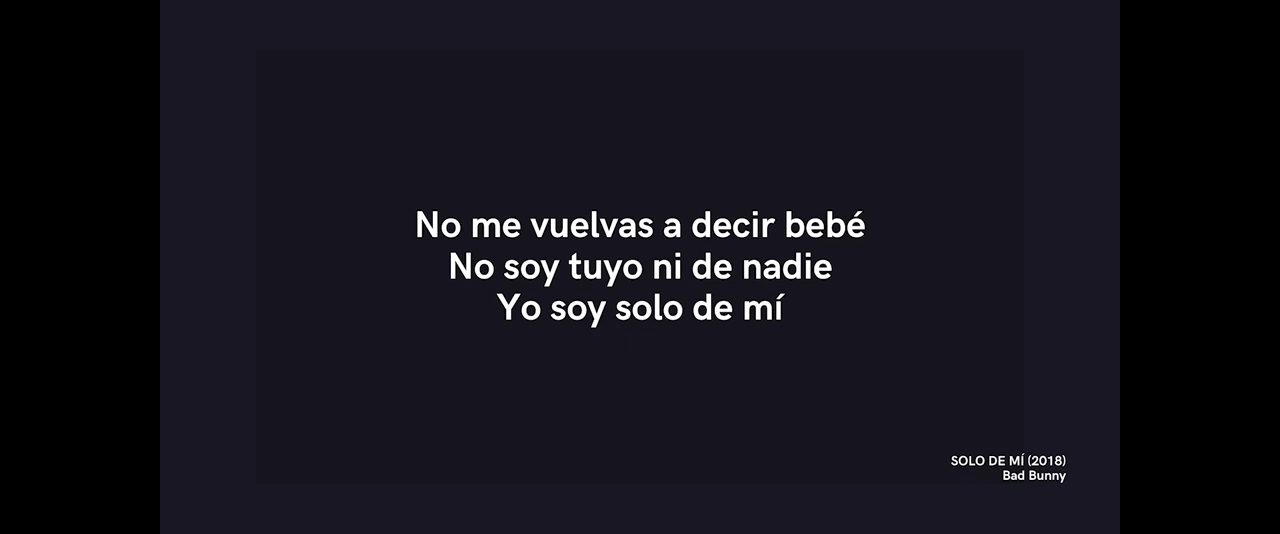 No me vuelvas a decir bebé
No soy tuyo ni de nadie
Yo soy solo de mí
SOLO DE MÍ (2018)
Bad Bunny